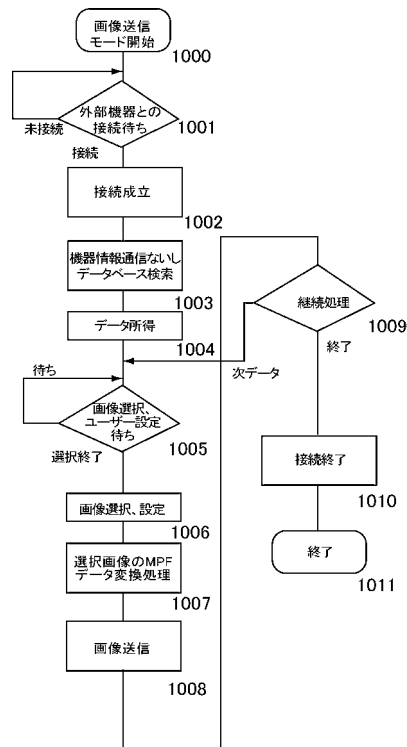 画像送信
モード開始
1000
外部機器との
接続待ち
1001
未接続
接続
接続成立
1002
機器情報通信ないし
データベース検索
1003
データ所得
1004
待ち
画像選択、
ユーザー設定
待ち
1005
選択終了
画像選択、設定
1006
選択画像のMPF
データ変換処理
1007
画像送信
1008
継続処理
1009
次データ
終了
接続終了
1010
終了
1011